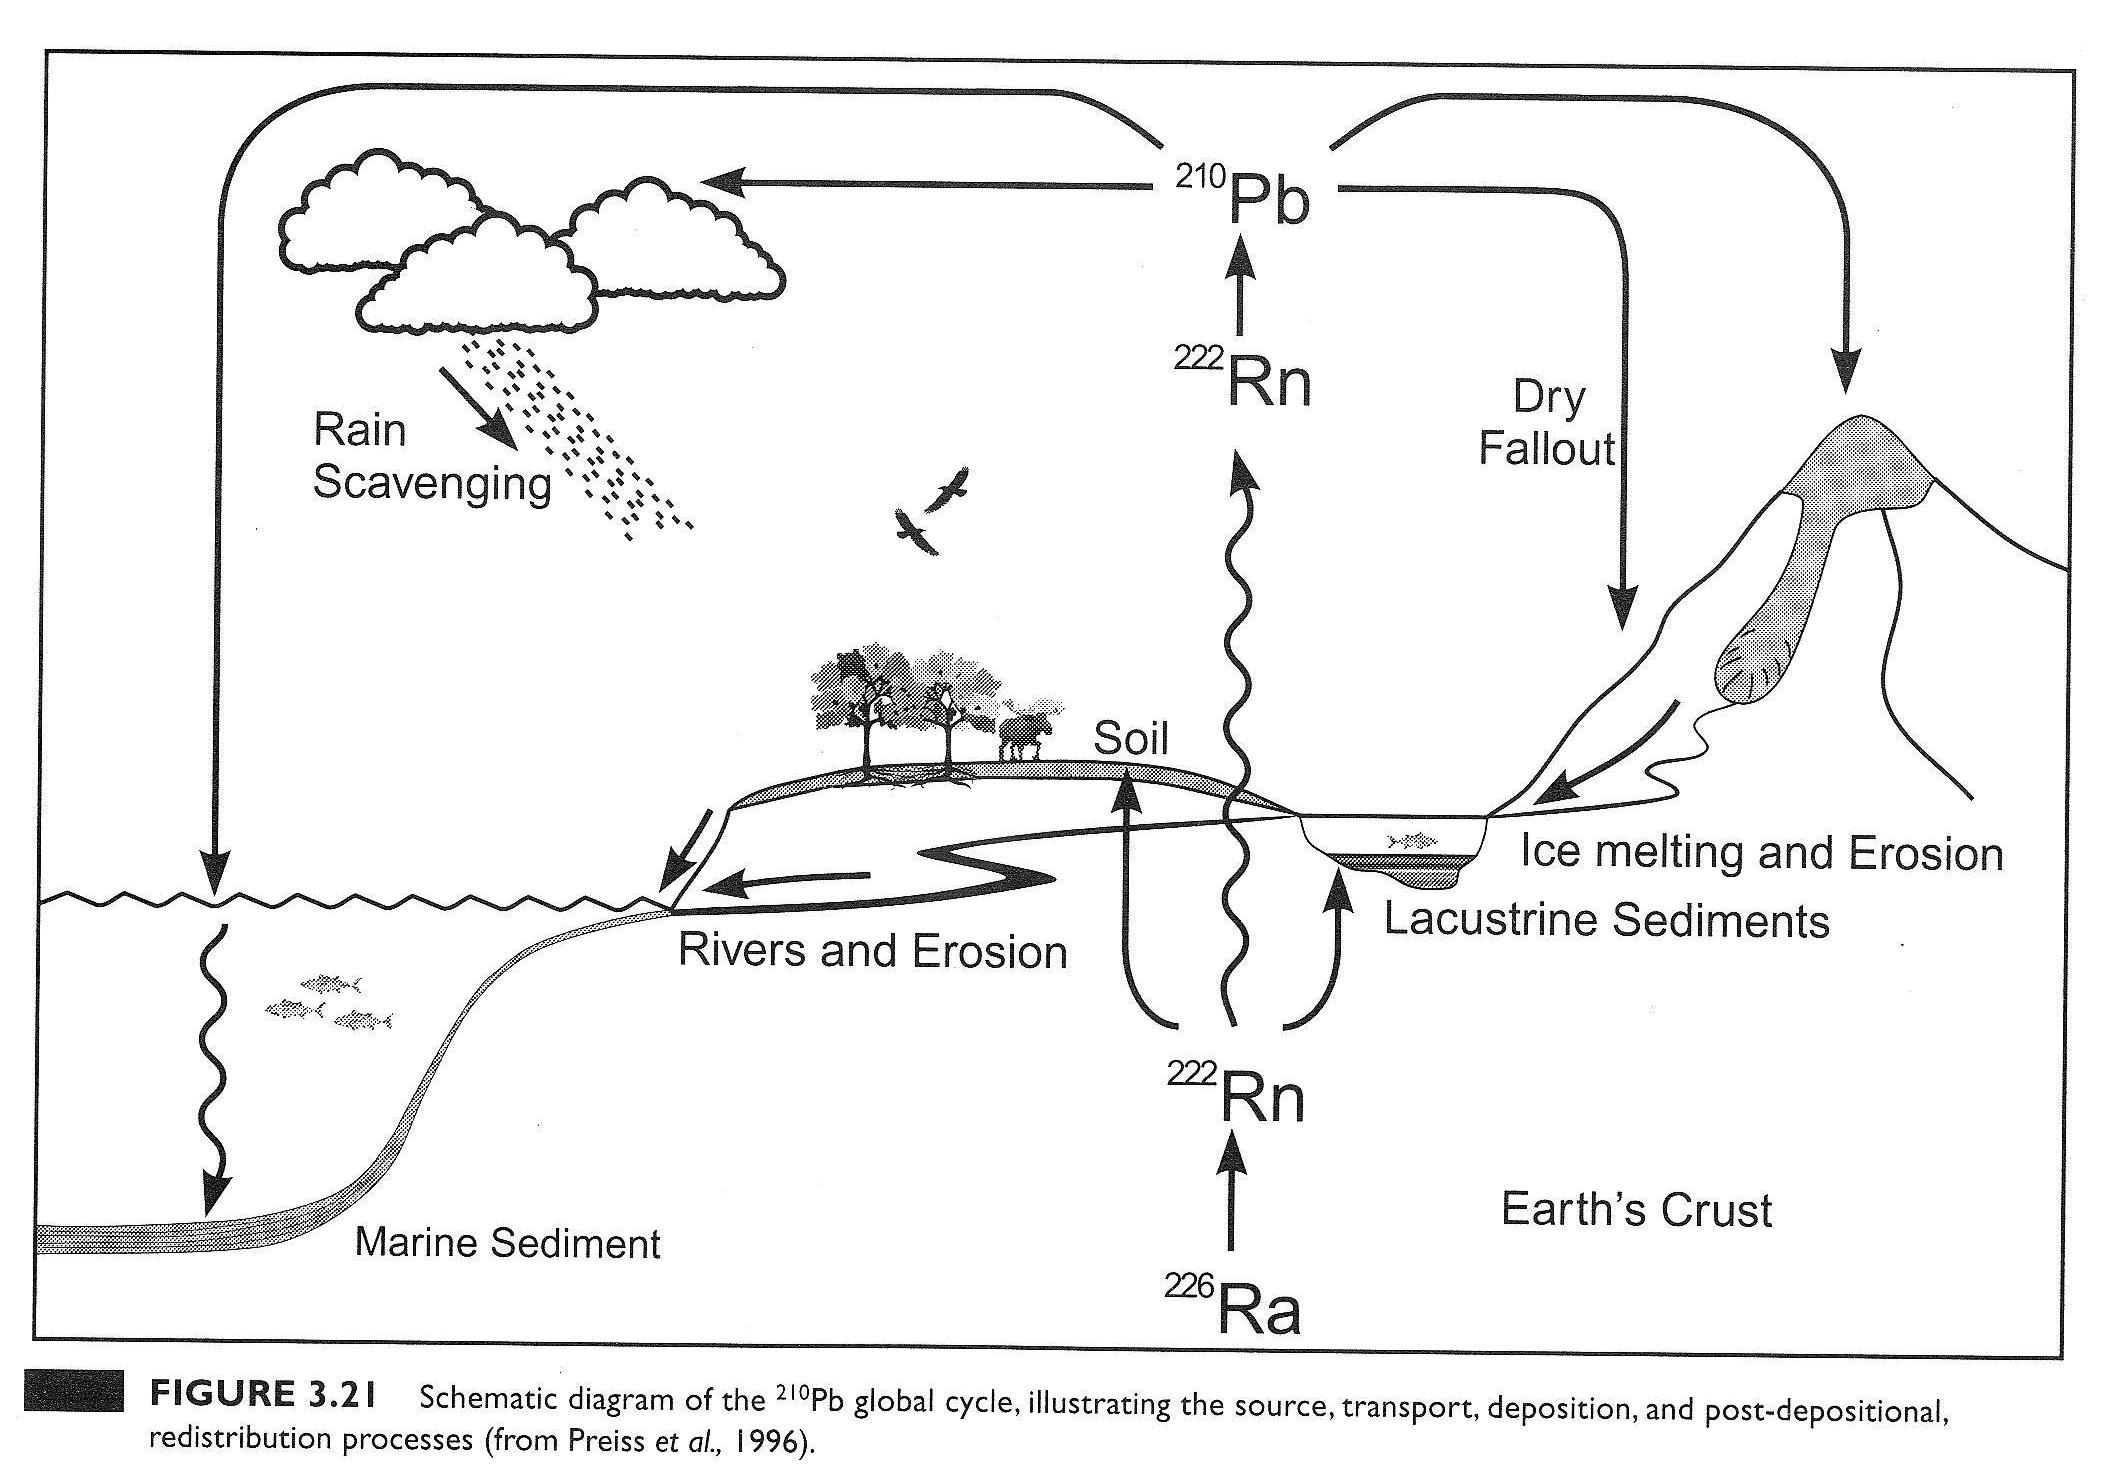 210Pb
222Rn
Dry
Fallout
Rain
Scavenging
Soil
Ice melting and Erosion
Lacustrine Sediments
Rivers and Erosion
222Rn
Earth's Crust
Marine Sediment
226Ra
FIGURE 3.21 Schematic diagram of the 210Pb global cycle, illustrating the source, transport, deposition, and post-depositional,
redistribution processes (from Preiss et al., 1996).